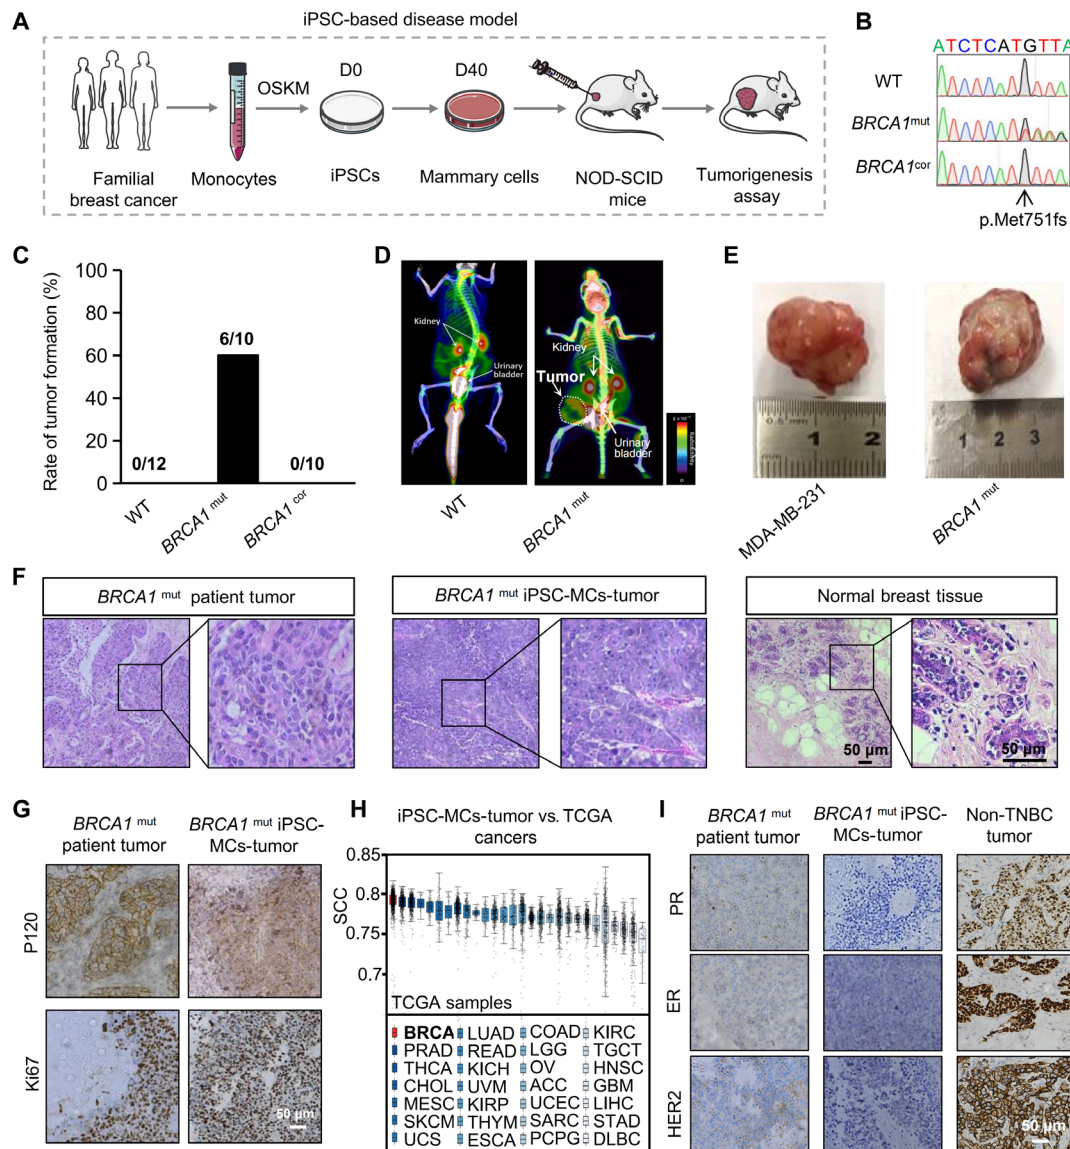 A
iPSC-based disease model
OSKM
D0
D40
Familial
breast cancer
Monocytes
iPSCs
Mammary cells
NOD-SCID
mice
Tumorigenesis
assay
B
ATCTCATGTTA
WT
BRCA1mut
BRCA1cor
p.Met751fs
C
Rate of tumor formation (%)
100
80
60
40
20
0
0/12
6/10
0/10
WT
BRCA1 mut
BRCA1 cor
D
Kidney
Urinary
bladder
Kidney
Tumor
Urinary
bladder
Radioactivity
0
WT
BRCA1 mut
E
0.5 mm
1 2
1 2 3
MDA-MB-231
BRCA1 mut
F
BRCA1 mut patient tumor
BRCA1 mut iPSC-MCs-tumor
Normal breast tissue
50 µm
50 µm
G
BRCA1 mut
patient tumor
BRCA1 mut iPSC-
MCs-tumor
P120
Ki67
50 µm
H
iPSC-MCs-tumor vs. TCGA
cancers
SCC
0.85
0.8
0.75
0.7
TCGA samples
BRCA LUAD COAD KIRC
PRAD READ LGG TGCT
THCA KICH OV HNSC
CHOL UVM ACC GBM
MESC KIRP UCEC LIHC
SKCM THYM SARC STAD
UCS ESCA PCPG DLBC
I
BRCA1 mut
patient tumor
BRCA1 mut iPSC-
MCs-tumor
Non-TNBC
tumor
PR
ER
HER2
50 µm